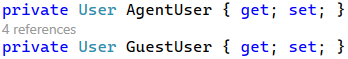 private User AgentUser { get; set; }
4 references
private User GuestUser { get; set; }